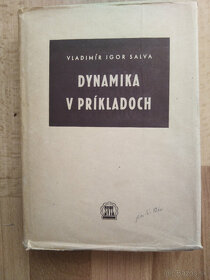 VLADIMÍR IGOR SALVA
DYNAMIKA
V PRÍKLADOCH